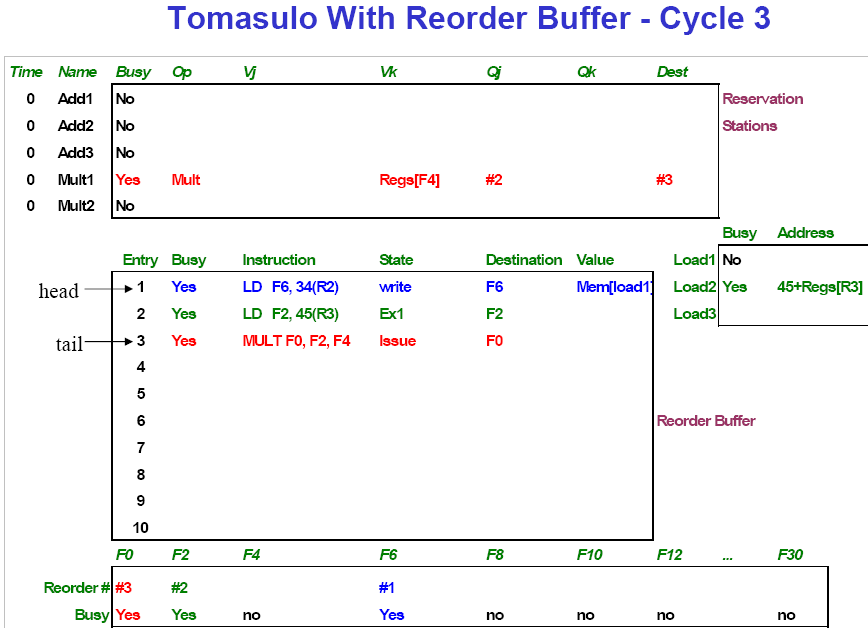 Tomasulo With Reorder Buffer - Cycle 3
Time Name Busy Op Vj Vk Qj Qk Dest
0 Add1 No Reservation
0 Add2 No Stations
0 Add3 No
0 Mult1 Yes Mult Regs[F4] #2 #3
0 Mult2 No
Busy Address
Entry Busy Instruction State Destination Value Load1 No
head 1 Yes LD F6, 34(R2) write F6 Mem[load1] Load2 Yes 45+Regs[R3]
2 Yes LD F2, 45(R3) Ex1 F2 Load3
tail 3 Yes MULT F0, F2, F4 Issue F0
4
5
6 Reorder Buffer
7
8
9
10
F0 F2 F4 F6 F8 F10 F12 ... F30
Reorder # #3 #2 #1
Busy Yes Yes no Yes no no no no